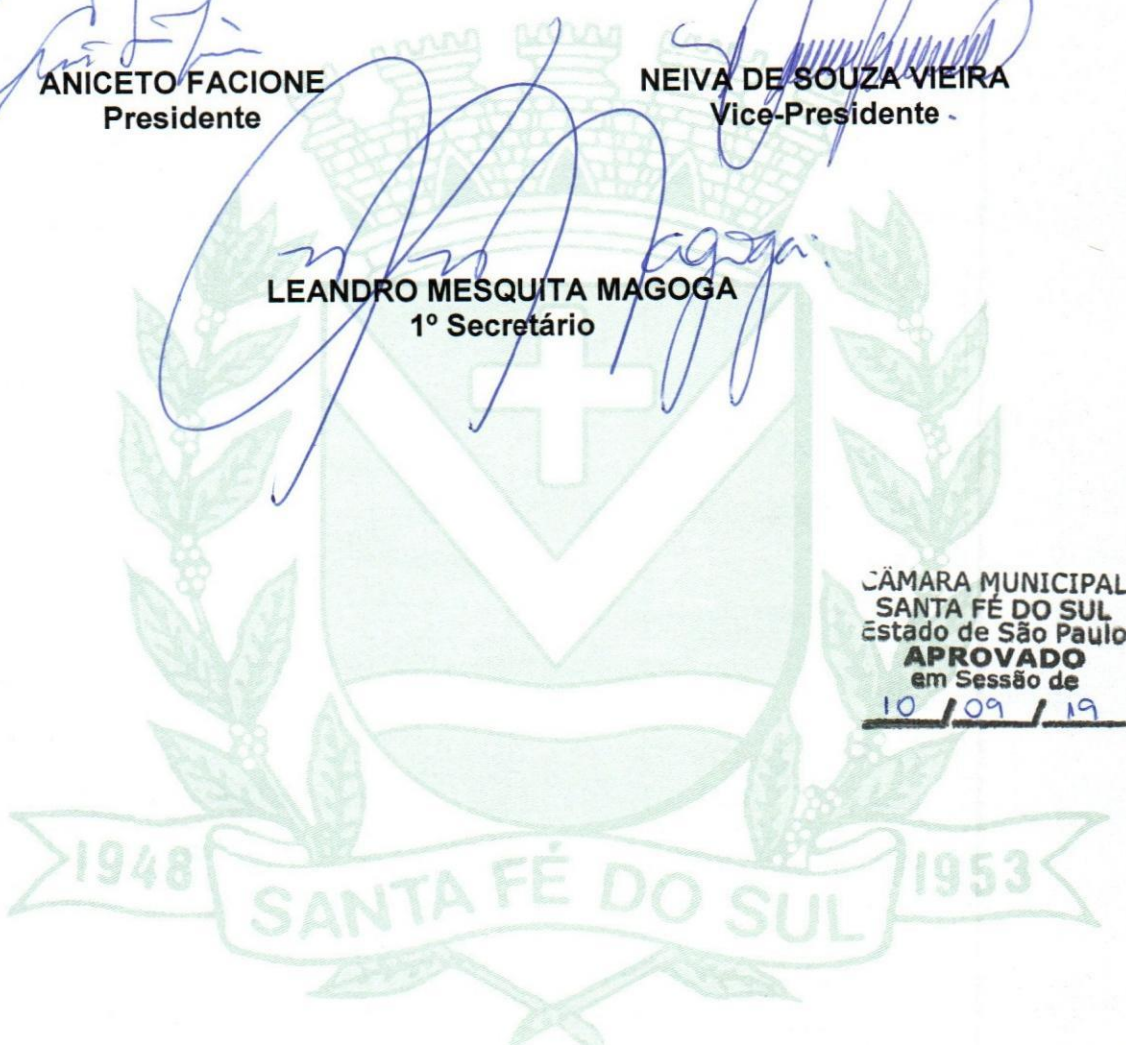 ANICETO FACIONE
Presidente
NEIVA DE SOUZA VIEIRA
Vice-Presidente
Magoga
LEANDRO MESQUITA MAGOGA
1º Secretário
CÂMARA MUNICIPAL
SANTA FÉ DO SUL
Estado de São Paulo
APROVADO
em Sessão de
10 / 09 / 19
1948
SANTA FÉ DO SUL
1953